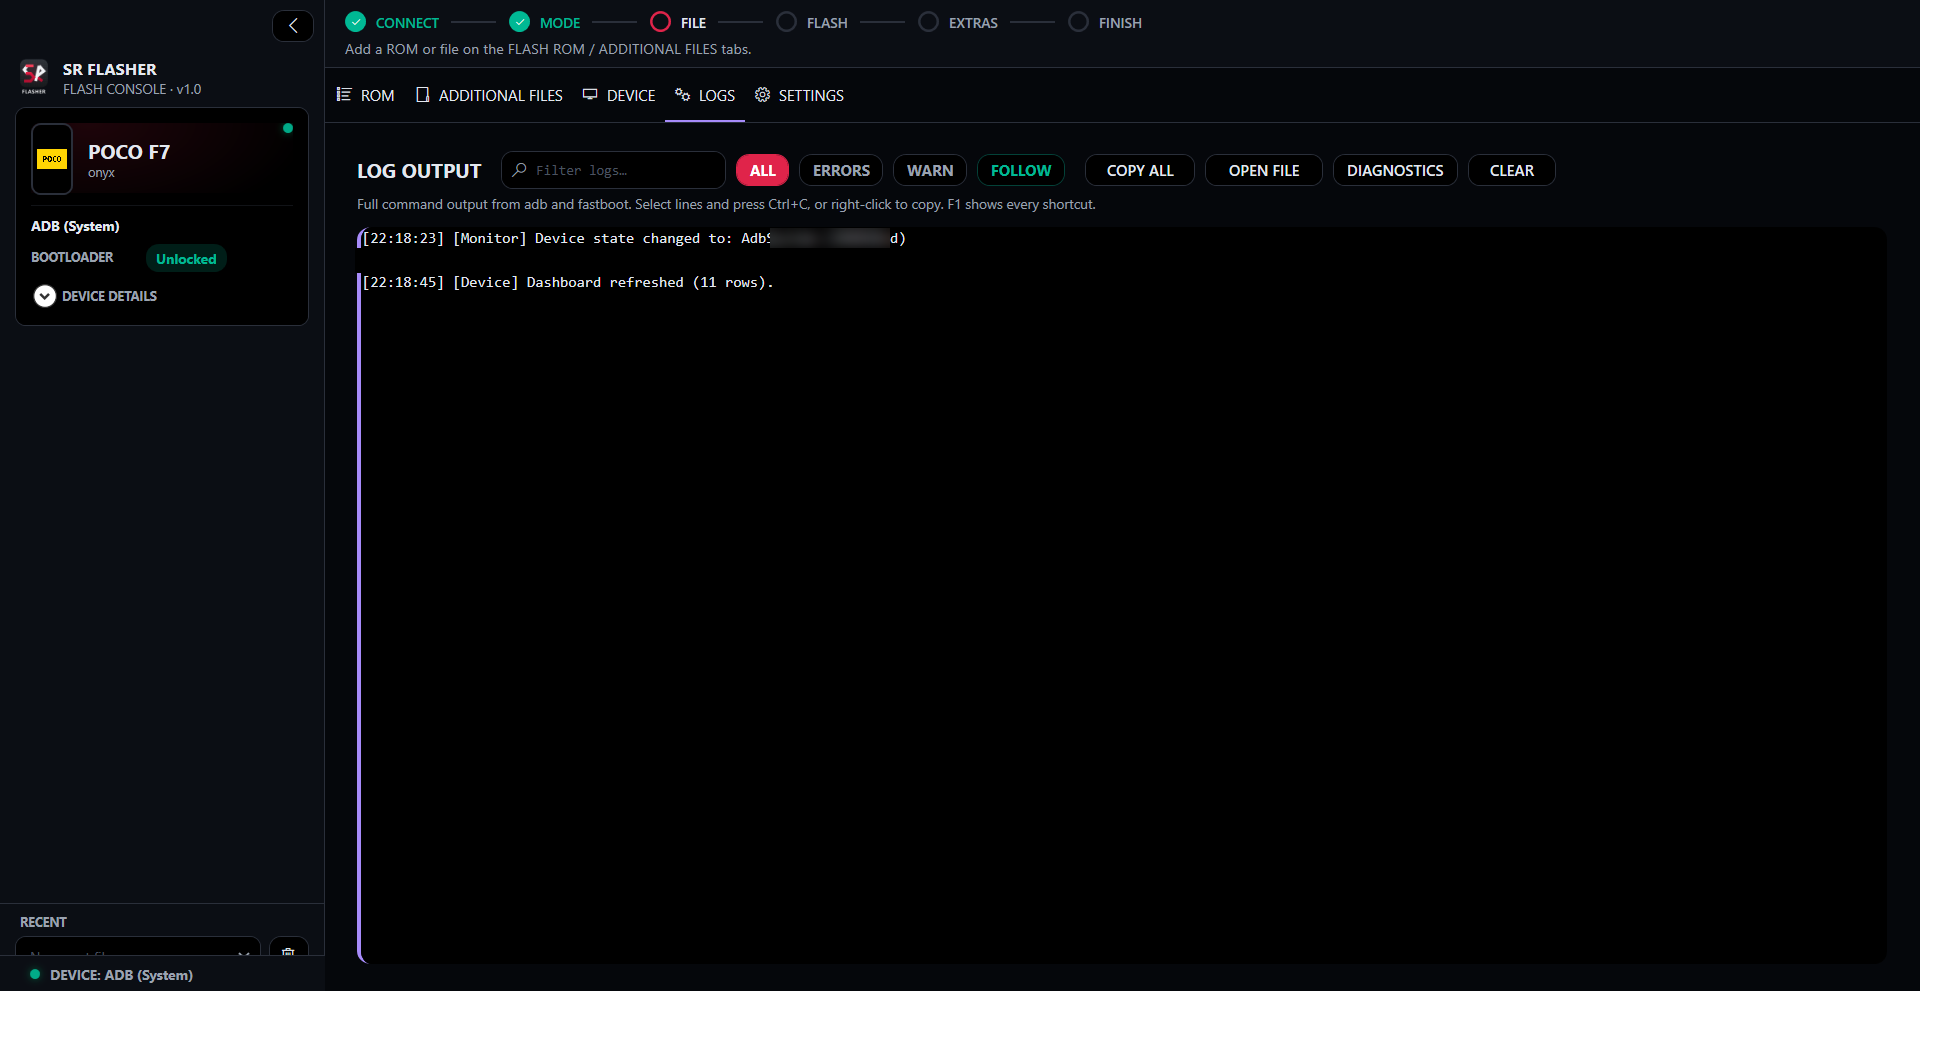 CONNECT MODE FILE FLASH EXTRAS FINISH
Add a ROM or file on the FLASH ROM / ADDITIONAL FILES tabs.
SR FLASHER
FLASH CONSOLE · v1.0
SP
FLASHER
POCO
POCO F7
onyx
ADB (System)
BOOTLOADER Unlocked
DEVICE DETAILS
ROM ADDITIONAL FILES DEVICE LOGS SETTINGS
LOG OUTPUT Filter logs… ALL ERRORS WARN FOLLOW COPY ALL OPEN FILE DIAGNOSTICS CLEAR
Full command output from adb and fastboot. Select lines and press Ctrl+C, or right-click to copy. F1 shows every shortcut.
[22:18:23] [Monitor] Device state changed to: Adb d)
[22:18:45] [Device] Dashboard refreshed (11 rows).
RECENT
DEVICE: ADB (System)